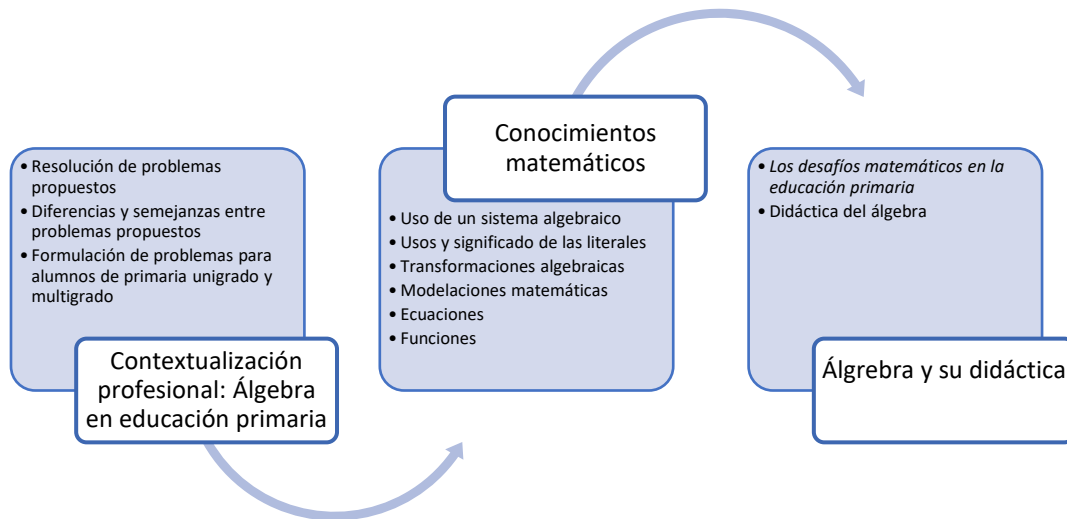 • Resolución de problemas
propuestos
• Diferencias y semejanzas entre
problemas propuestos
• Formulación de problemas para
alumnos de primaria unigrado y
multigrado
Contextualización
profesional: Álgebra
en educación primaria
Conocimientos
matemáticos
• Uso de un sistema algebraico
• Usos y significado de las literales
• Transformaciones algebraicas
• Modelaciones matemáticas
• Ecuaciones
• Funciones
• Los desafíos matemáticos en la
educación primaria
• Didáctica del álgebra
Álgrebra y su didáctica